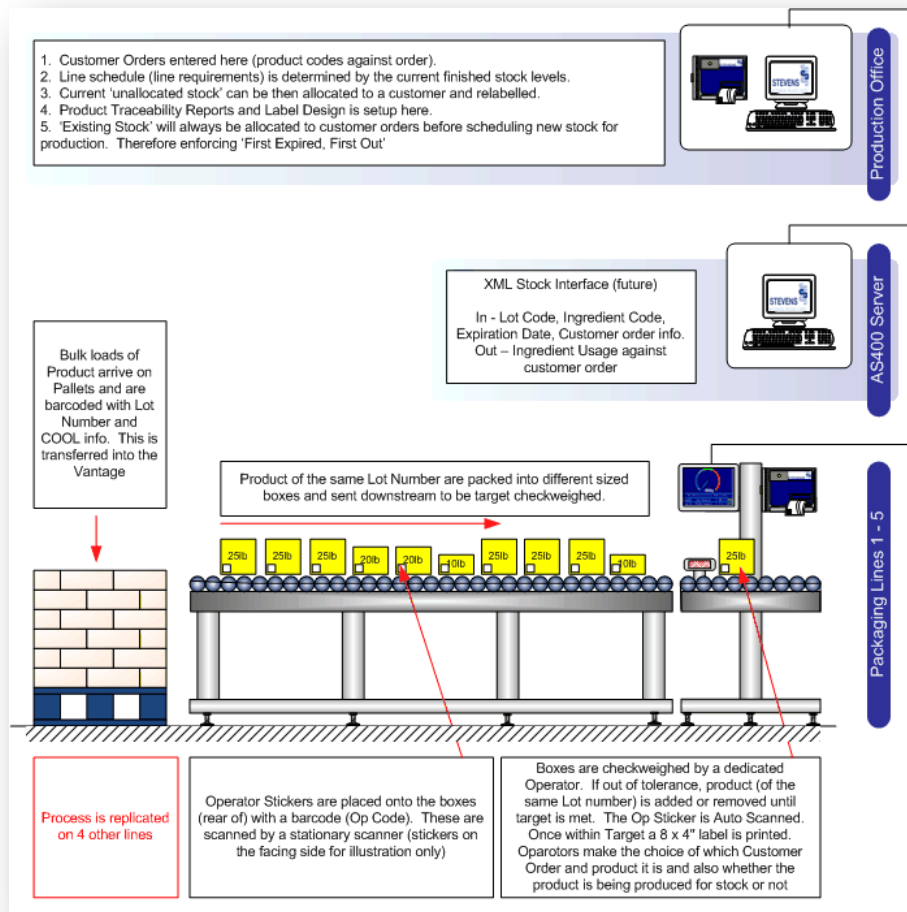 1. Customer Orders entered here (product codes against order).
2. Line schedule (line requirements) is determined by the current finished stock levels.
3. Current 'unallocated stock' can be then allocated to a customer and relabelled.
4. Product Traceability Reports and Label Design is setup here.
5. 'Existing Stock' will always be allocated to customer orders before scheduling new stock for
production. Therefore enforcing 'First Expired, First Out'
STEVENS
Production Office
XML Stock Interface (future)
In - Lot Code, Ingredient Code,
Expiration Date, Customer order info.
Out – Ingredient Usage against
customer order
STEVENS
AS400 Server
Bulk loads of
Product arrive on
Pallets and are
barcoded with Lot
Number and
COOL info. This is
transferred into the
Vantage
Product of the same Lot Number are packed into different sized
boxes and sent downstream to be target checkweighed.
25lb
25lb
25lb
20lb
20lb
10lb
25lb
25lb
25lb
10lb
25lb
Packaging Lines 1 - 5
Process is replicated
on 4 other lines
Operator Stickers are placed onto the boxes
(rear of) with a barcode (Op Code). These are
scanned by a stationary scanner (stickers on
the facing side for illustration only)
Boxes are checkweighed by a dedicated
Operator. If out of tolerance, product (of the
same Lot number) is added or removed until
target is met. The Op Sticker is Auto Scanned.
Once within Target a 8 x 4" label is printed.
Oparotors make the choice of which Customer
Order and product it is and also whether the
product is being produced for stock or not